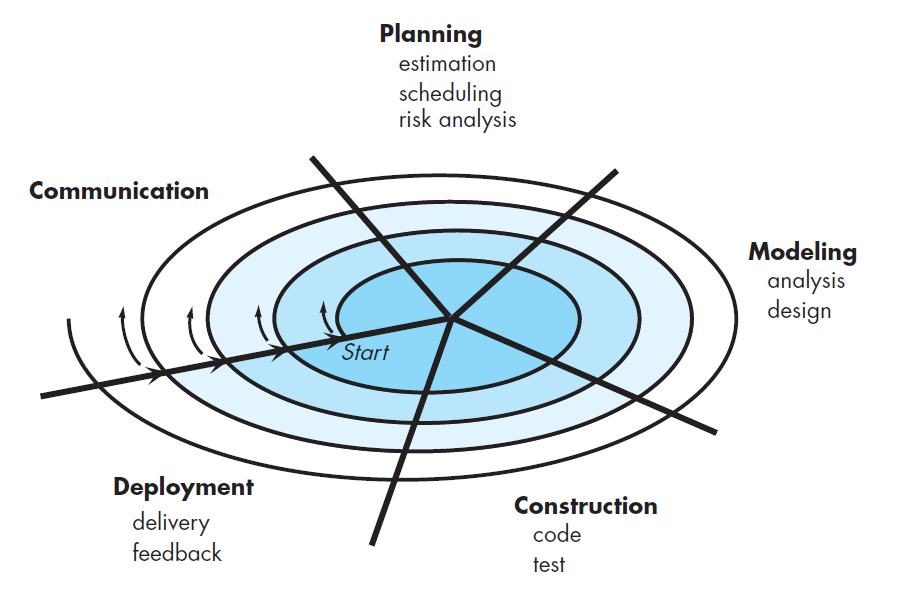 Planning
estimation
scheduling
risk analysis
Communication
Modeling
analysis
design
Start
Deployment
delivery
feedback
Construction
code
test